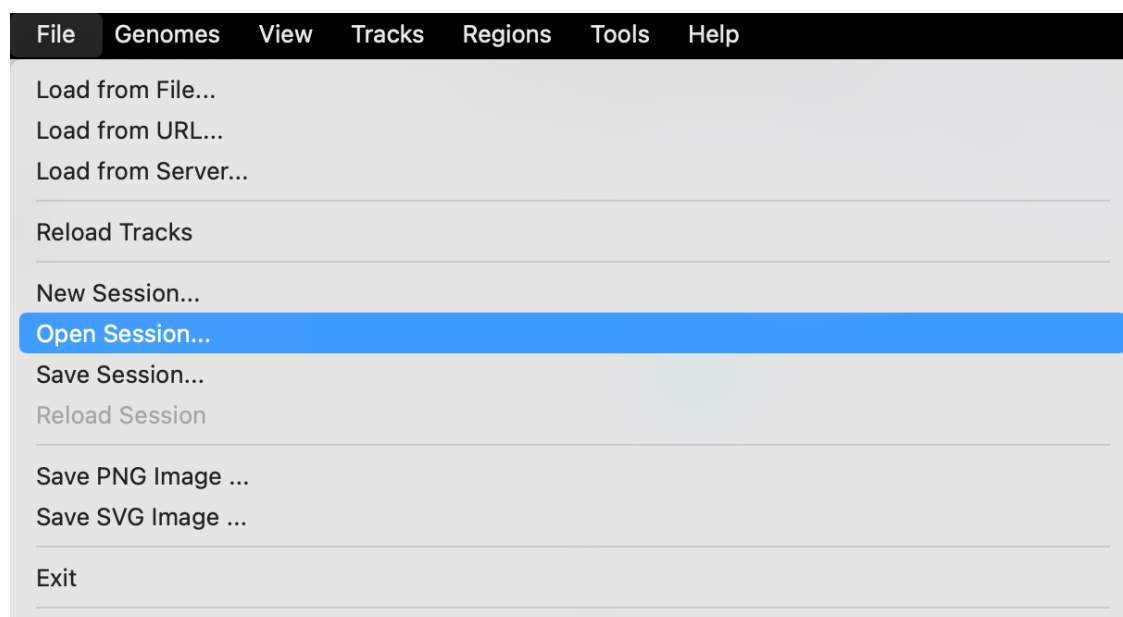 File Genomes View Tracks Regions Tools Help
Load from File...
Load from URL...
Load from Server...
Reload Tracks
New Session...
Open Session...
Save Session...
Reload Session
Save PNG Image ...
Save SVG Image ...
Exit